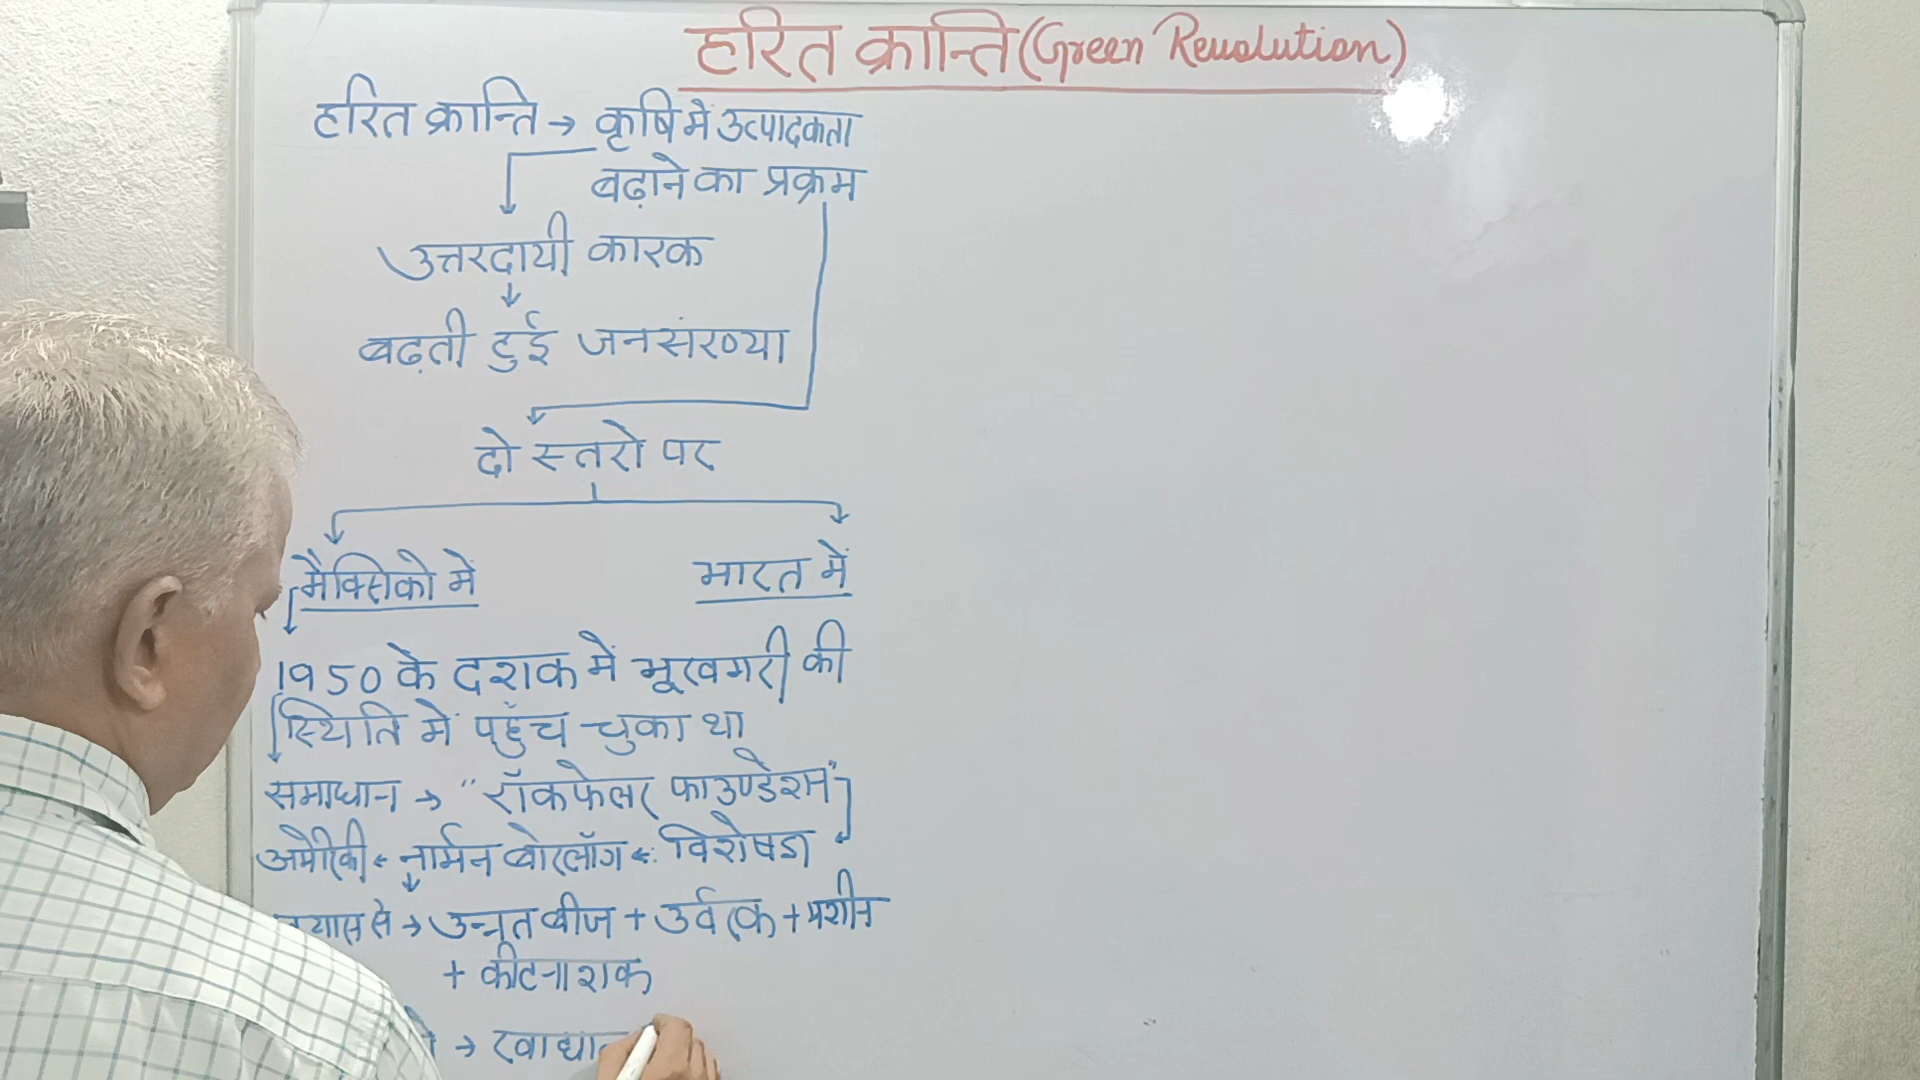 हरित क्रान्ति (Green Revolution)
हरित क्रान्ति → कृषि में उत्पादकता
बढ़ाने का प्रक्रम
उत्तरदायी कारक
बढ़ती हुई जनसंख्या
दो स्तरो पर
मैक्सिको में भारत में
1950 के दशक में भूखमरी की
स्थिति में पहुँच चुका था
समाधान → "रॉकफेलर फाउण्डेशन"
अमेरिकी ← नार्मन बोरलॉग ← विशेषज्ञ
से → उन्नत बीज + उर्वरक + मशीन
+ कीटनाशक
→